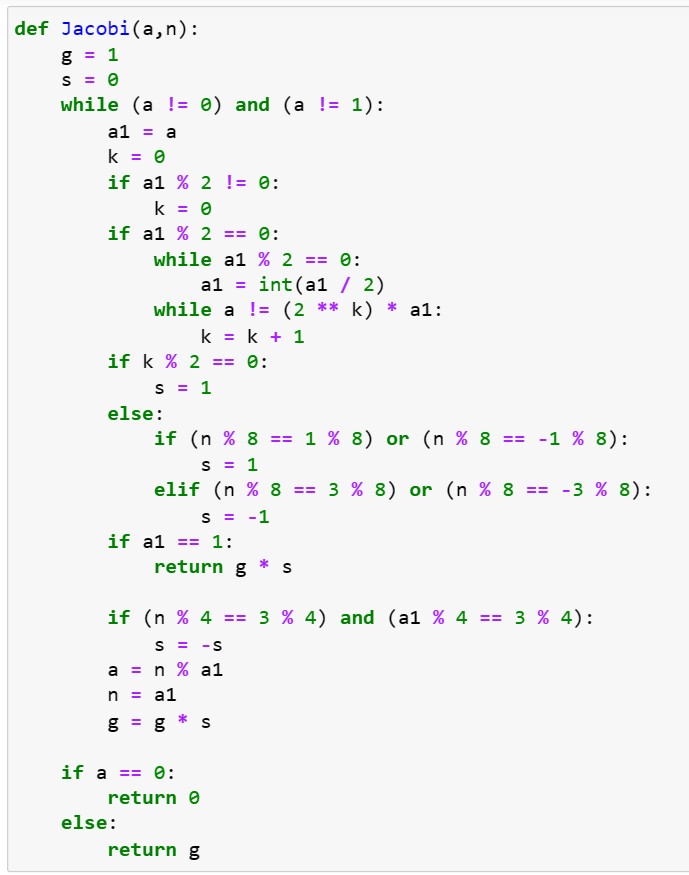 def Jacobi(a,n):
    g = 1
    s = 0
    while (a != 0) and (a != 1):
        a1 = a
        k = 0
        if a1 % 2 != 0:
            k = 0
        if a1 % 2 == 0:
            while a1 % 2 == 0:
                a1 = int(a1 / 2)
            while a != (2 ** k) * a1:
                k = k + 1
        if k % 2 == 0:
            s = 1
        else:
            if (n % 8 == 1 % 8) or (n % 8 == -1 % 8):
                s = 1
            elif (n % 8 == 3 % 8) or (n % 8 == -3 % 8):
                s = -1
        if a1 == 1:
            return g * s

        if (n % 4 == 3 % 4) and (a1 % 4 == 3 % 4):
            s = -s
        a = n % a1
        n = a1
        g = g * s

    if a == 0:
        return 0
    else:
        return g